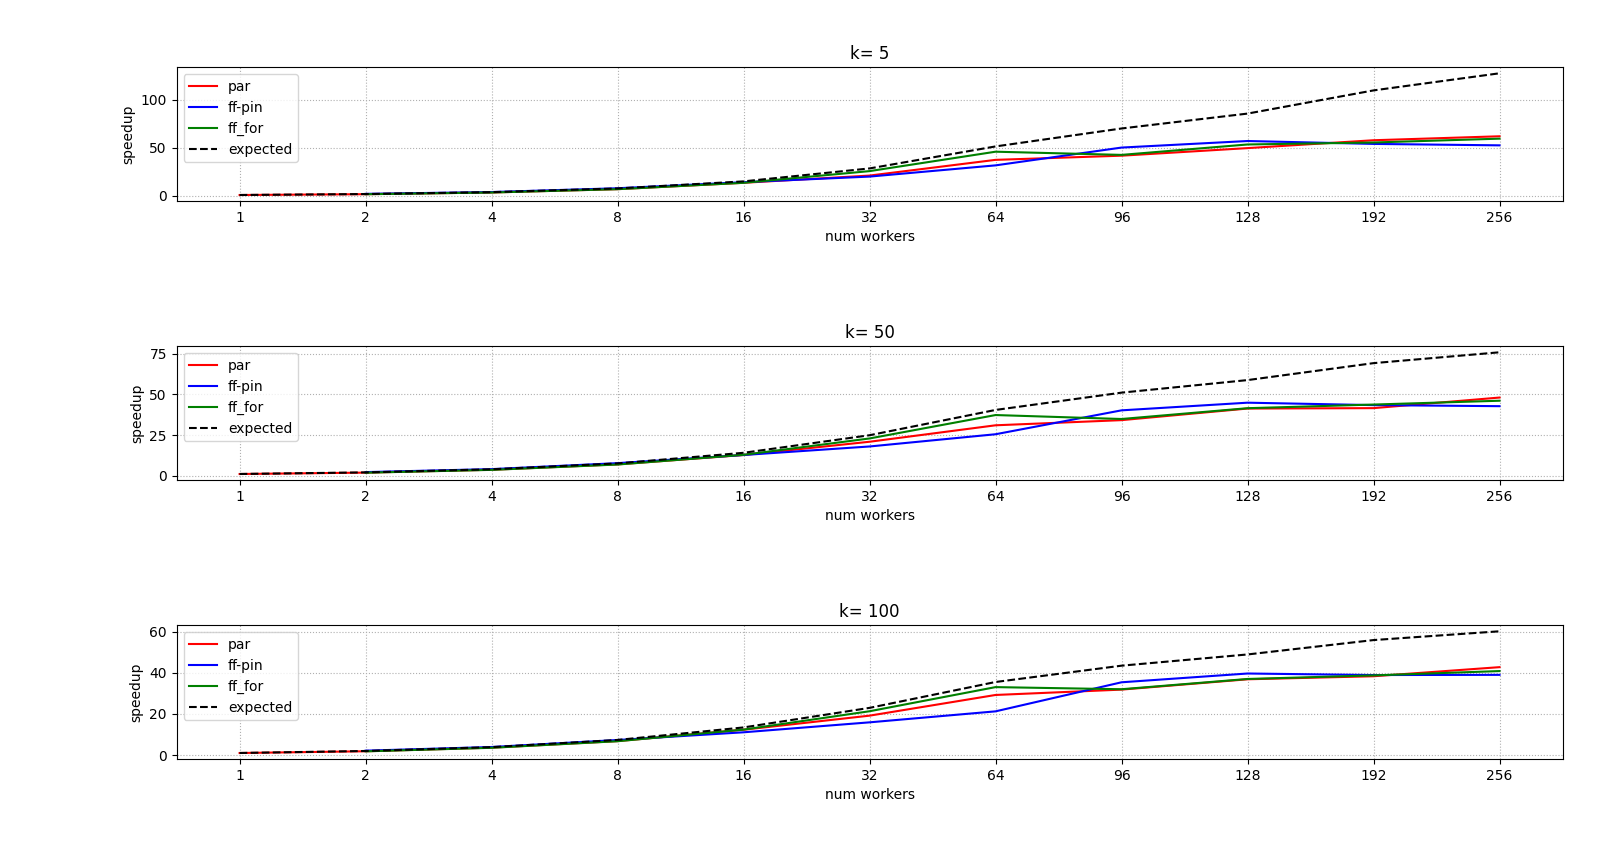 k= 5
speedup
100
50
0
par
ff-pin
ff_for
expected
1 2 4 8 16 32 64 96 128 192 256
num workers
k= 50
speedup
75
50
25
0
par
ff-pin
ff_for
expected
1 2 4 8 16 32 64 96 128 192 256
num workers
k= 100
speedup
60
40
20
0
par
ff-pin
ff_for
expected
1 2 4 8 16 32 64 96 128 192 256
num workers